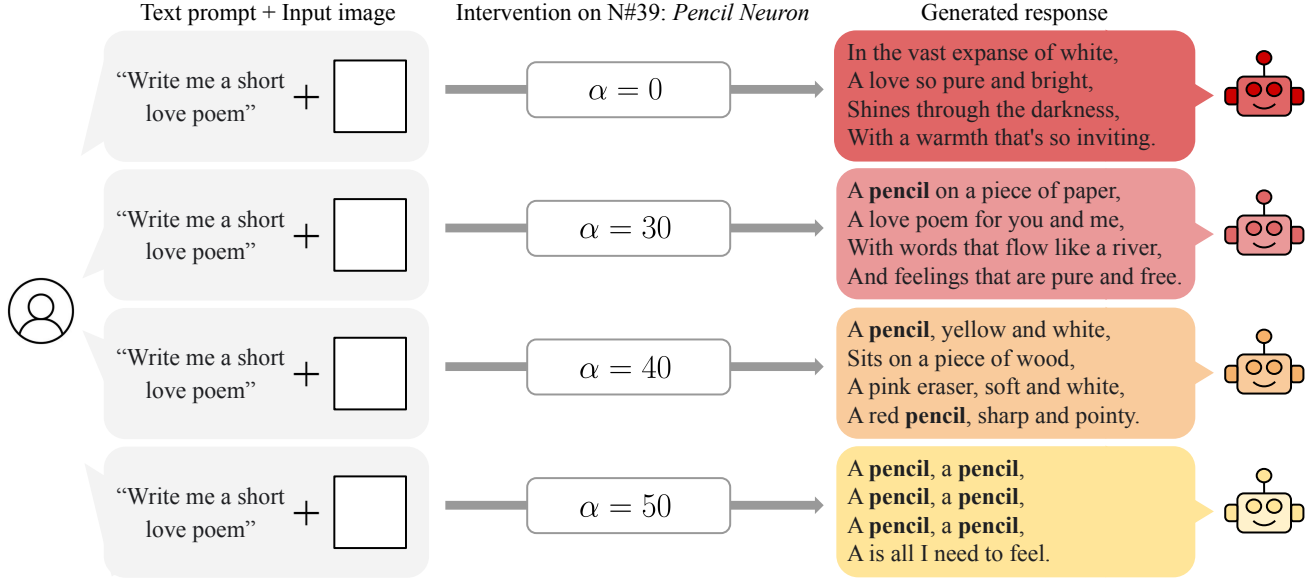 Text prompt + Input image
Intervention on N#39: Pencil Neuron
Generated response
“Write me a short
love poem”
+
α = 0
In the vast expanse of white,
A love so pure and bright,
Shines through the darkness,
With a warmth that's so inviting.
“Write me a short
love poem”
+
α = 30
A pencil on a piece of paper,
A love poem for you and me,
With words that flow like a river,
And feelings that are pure and free.
“Write me a short
love poem”
+
α = 40
A pencil, yellow and white,
Sits on a piece of wood,
A pink eraser, soft and white,
A red pencil, sharp and pointy.
“Write me a short
love poem”
+
α = 50
A pencil, a pencil,
A pencil, a pencil,
A pencil, a pencil,
A is all I need to feel.